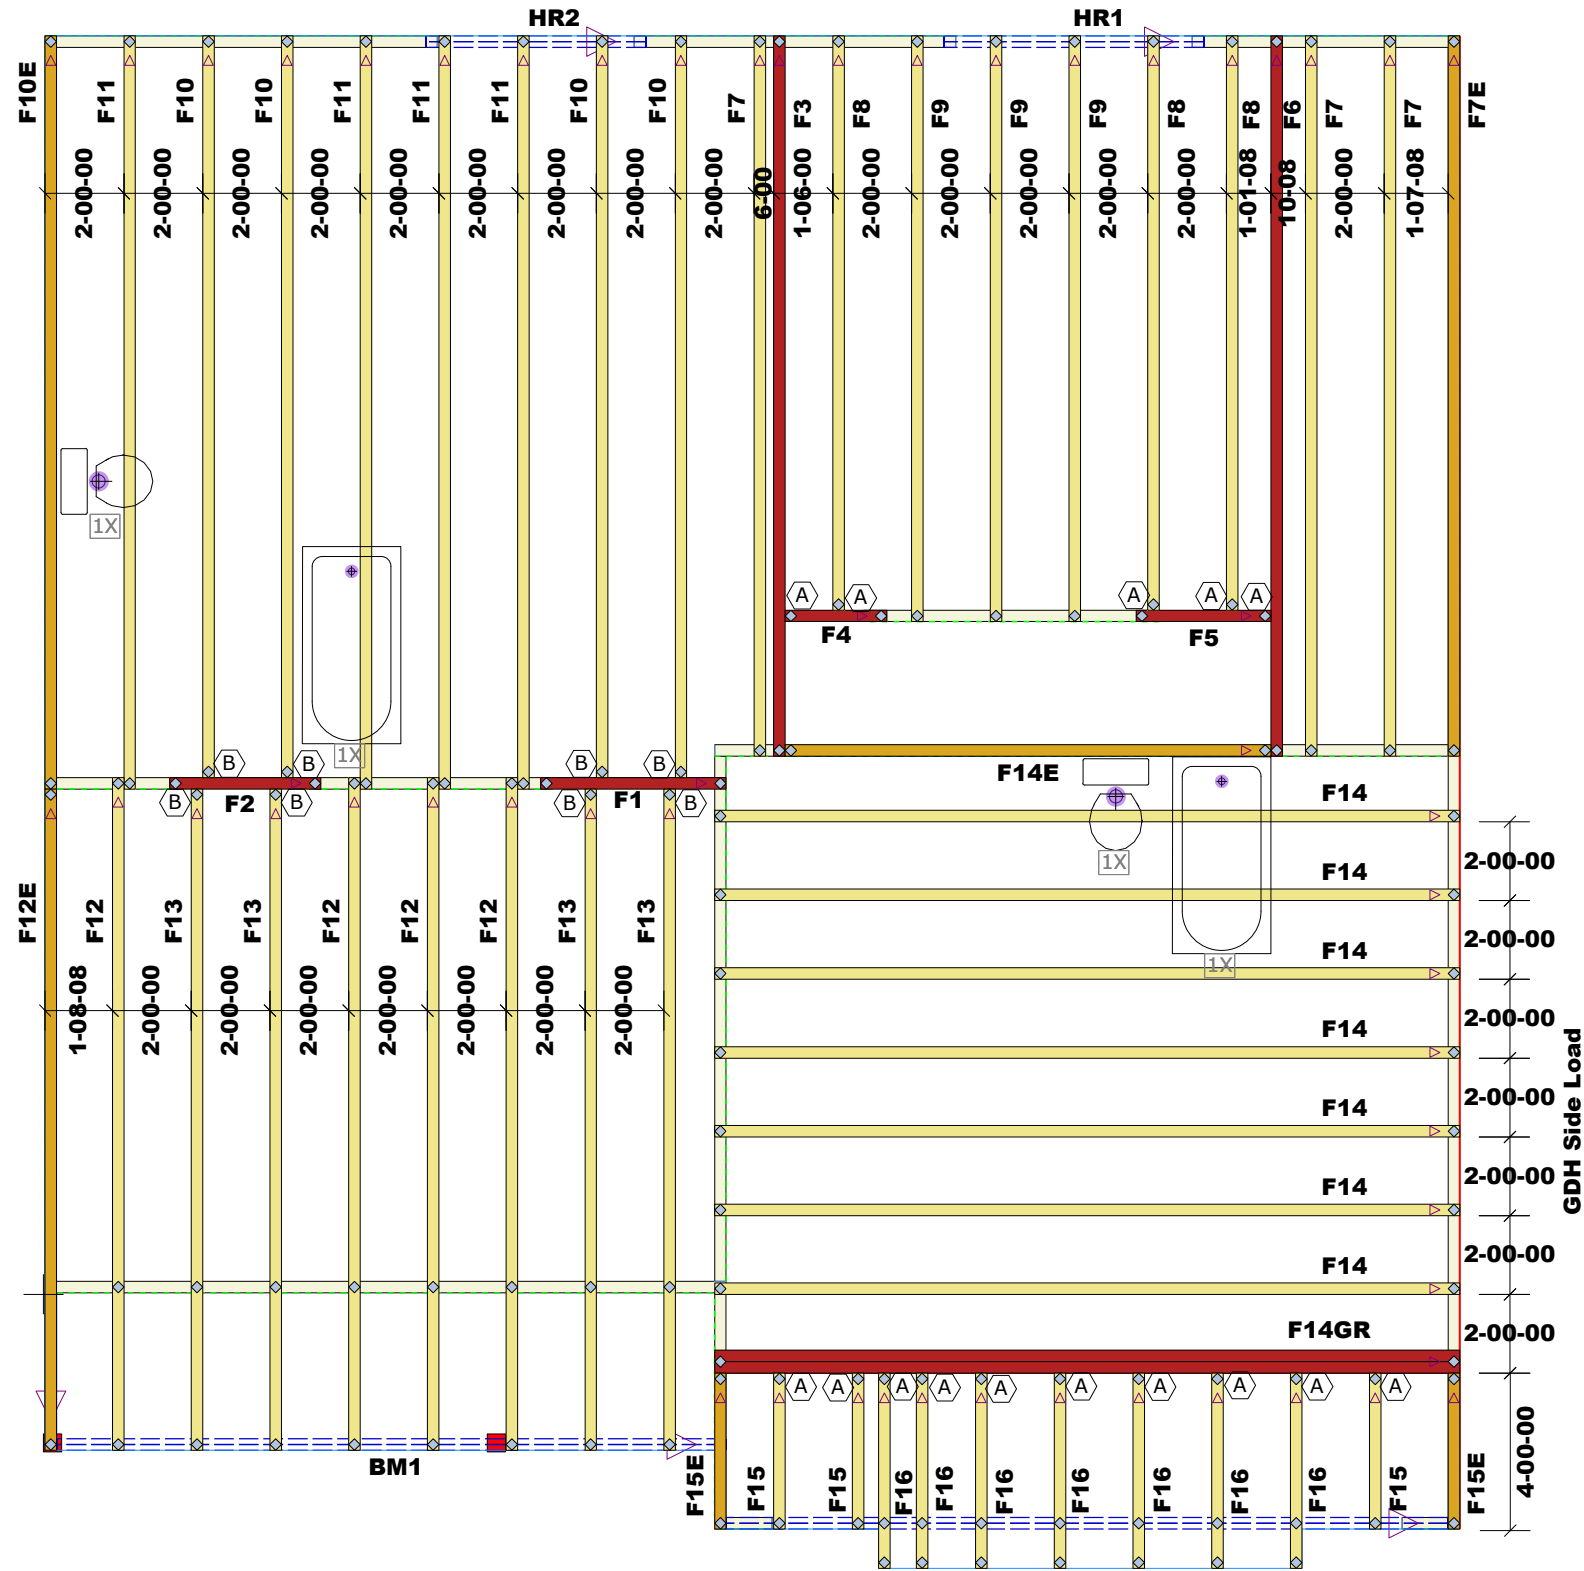 HR2
HR1
F10E
F11
F10
F10
F11
F11
F11
F10
F10
F7
F3
F8
F9
F9
F9
F8
F8
F6
F7
F7
F7E
2-00-00
2-00-00
2-00-00
2-00-00
2-00-00
2-00-00
2-00-00
2-00-00
2-00-00
6-00
1-06-00
2-00-00
2-00-00
2-00-00
2-00-00
2-00-00
1-01-08
10-08
2-00-00
1-07-08
1X
1X
A
A
A
A
A
F4
F5
B
B
B
B
B
F2
B
B
F1
B
F14E
1X
1X
F14
2-00-00
F14
2-00-00
F14
2-00-00
F14
2-00-00
F14
2-00-00
F14
2-00-00
F14
2-00-00
F14GR
GDH Side Load
F12E
F12
F13
F13
F12
F12
F12
F13
F13
1-08-08
2-00-00
2-00-00
2-00-00
2-00-00
2-00-00
2-00-00
2-00-00
A
A
A
A
A
A
A
A
A
A
4-00-00
BM1
F15E
F15
F15
F16
F16
F16
F16
F16
F16
F16
F15
F15E